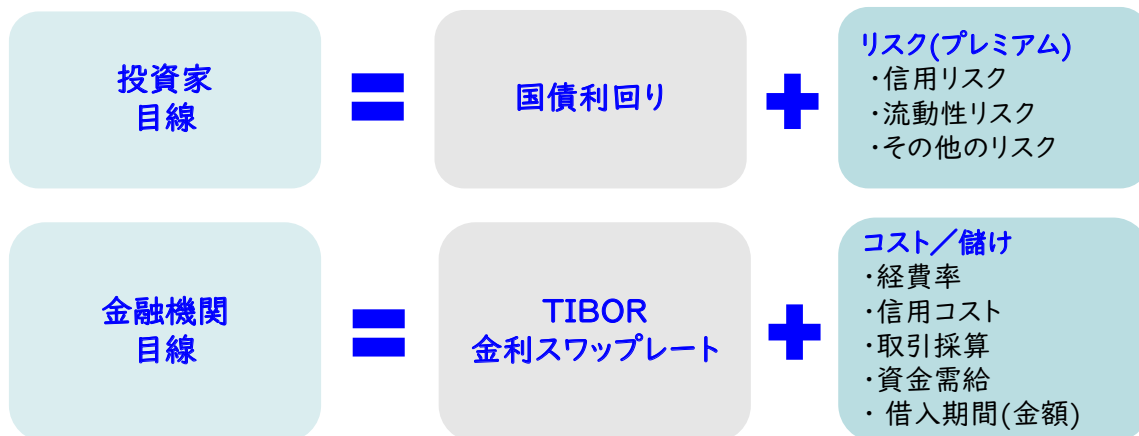 投資家
目線
国債利回り
リスク(プレミアム)
・信用リスク
・流動性リスク
・その他のリスク
金融機関
目線
TIBOR
金利スワップレート
コスト／儲け
・経費率
・信用コスト
・取引採算
・資金需給
・ 借入期間(金額)